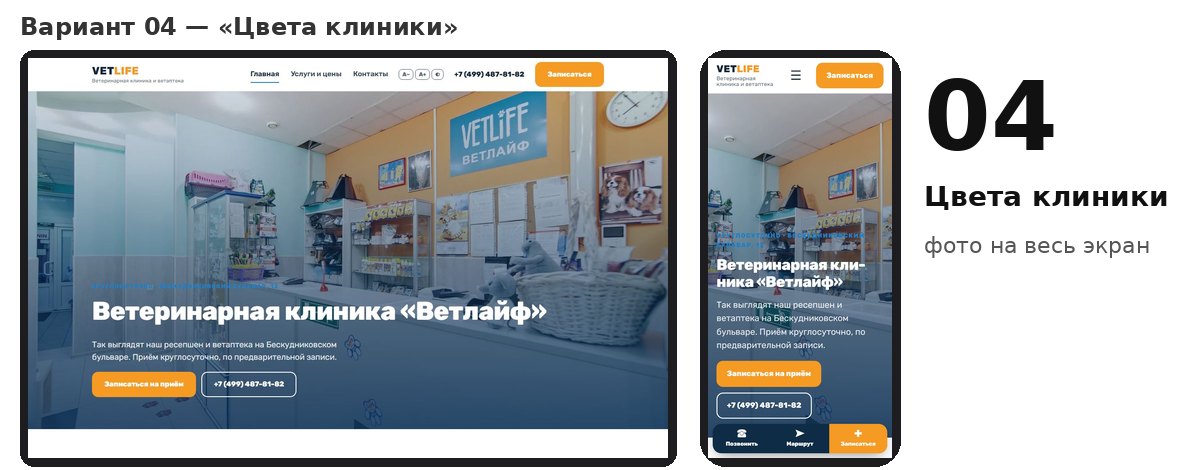 Вариант 04 — «Цвета клиники»
VETLIFE
Ветеринарная клиника и ветаптека
Главная Услуги и цены Контакты A− A+ +7 (499) 487-81-82 Записаться
VETLIFE
ВЕТЛАЙФ
Ветеринарная клиника «Ветлайф»
Так выглядят наш ресепшен и ветаптека на Бескудниковском
бульваре. Приём круглосуточно, по предварительной записи.
Записаться на приём +7 (499) 487-81-82
VETLIFE
Ветеринарная
клиника и ветаптека
Записаться
Ветеринарная кли-
ника «Ветлайф»
Так выглядят наш ресепшен и
ветаптека на Бескудниковском
бульваре. Приём круглосуточно, по
предварительной записи.
Записаться на приём
+7 (499) 487-81-82
Позвонить Маршрут Записаться
04
Цвета клиники
фото на весь экран